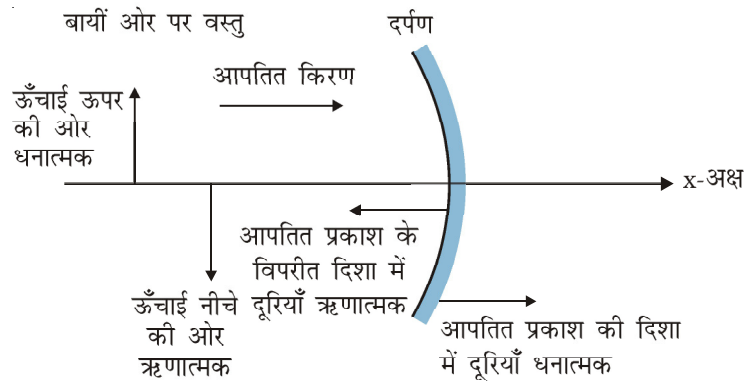 बायीं ओर पर वस्तु
दर्पण
आपतित किरण
ऊँचाई ऊपर
की ओर
धनात्मक
x-अक्ष
आपतित प्रकाश के
विपरीत दिशा में
दूरियाँ ऋणात्मक
ऊँचाई नीचे
की ओर
ऋणात्मक
आपतित प्रकाश की दिशा
में दूरियाँ धनात्मक